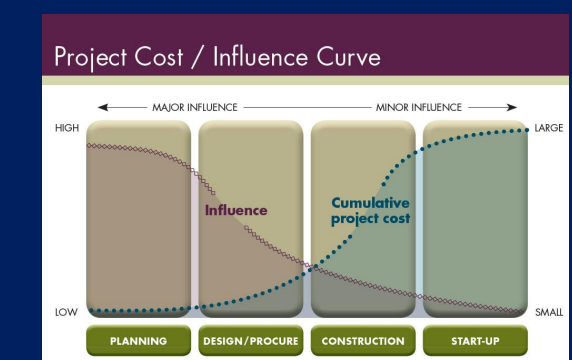 Project Cost / Influence Curve
MAJOR INFLUENCE
MINOR INFLUENCE
HIGH
LARGE
Influence
Cumulative
project cost
LOW
SMALL
PLANNING
DESIGN/PROCURE
CONSTRUCTION
START-UP